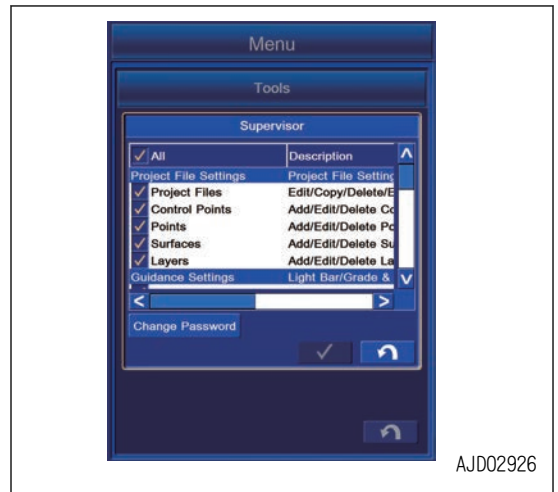 Menu
Tools
Supervisor
All Description
Project File Settings Project File Setting
Project Files Edit/Copy/Delete/E
Control Points Add/Edit/Delete Co
Points Add/Edit/Delete Po
Surfaces Add/Edit/Delete Su
Layers Add/Edit/Delete La
Guidance Settings Light Bar/Grade &
Change Password
AJD02926